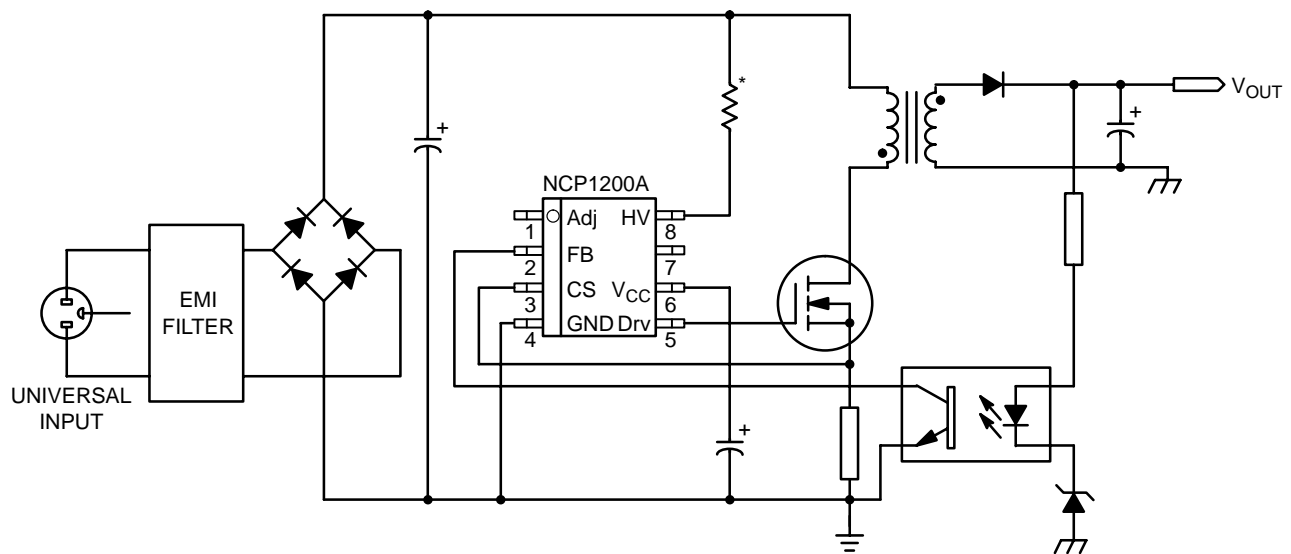 *
V_OUT
NCP1200A
Adj HV
1 8
FB
2 7
CS V_CC
3 6
GND Drv
4 5
EMI
FILTER
UNIVERSAL
INPUT
+
+
+